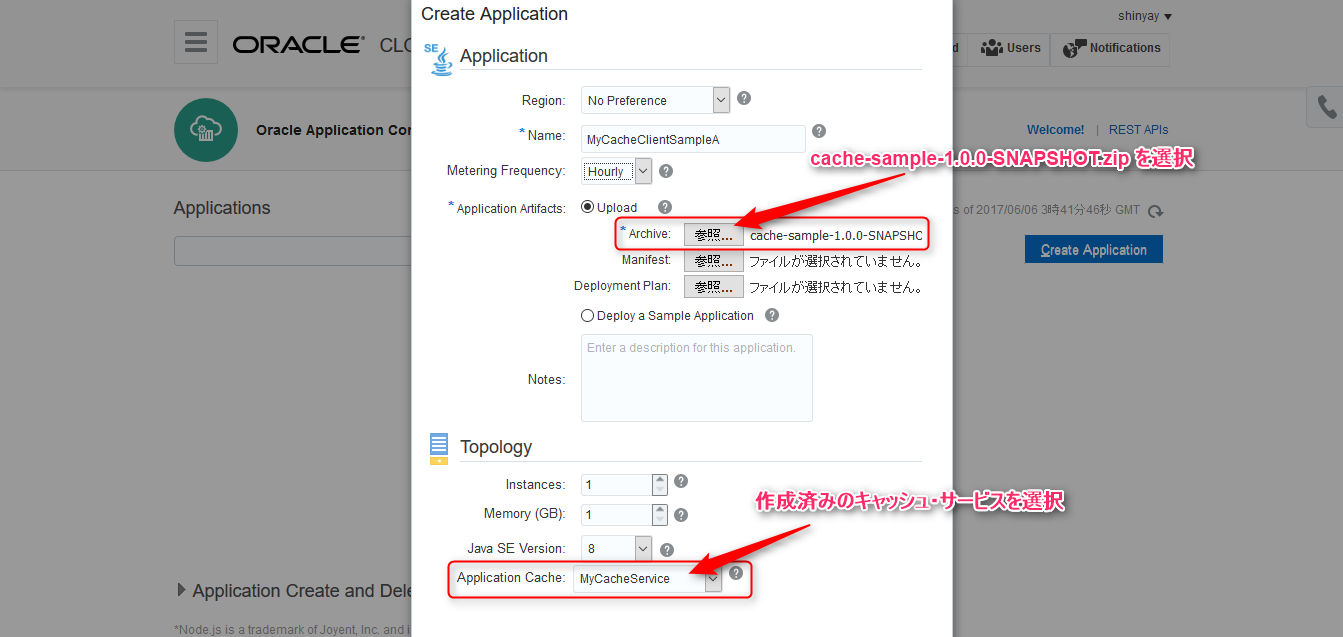 Create Application
shinyay
ORACLE CLO
d Users Notifications
SE Application
Region: No Preference
Oracle Application Con
* Name: MyCacheClientSampleA
Welcome! | REST APIs
cache-sample-1.0.0-SNAPSHOT.zip を選択
Metering Frequency: Hourly
Applications
* Application Artifacts: Upload
s of 2017/06/06 3時41分46秒 GMT
* Archive: 参照... cache-sample-1.0.0-SNAPSHO
Create Application
Manifest: 参照... ファイルが選択されていません。
Deployment Plan: 参照... ファイルが選択されていません。
Deploy a Sample Application
Enter a description for this application.
Notes:
Topology
Instances: 1
作成済みのキャッシュ・サービスを選択
Memory (GB): 1
Java SE Version: 8
Application Cache: MyCacheService
Application Create and Dele
*Node.js is a trademark of Joyent, Inc. and i